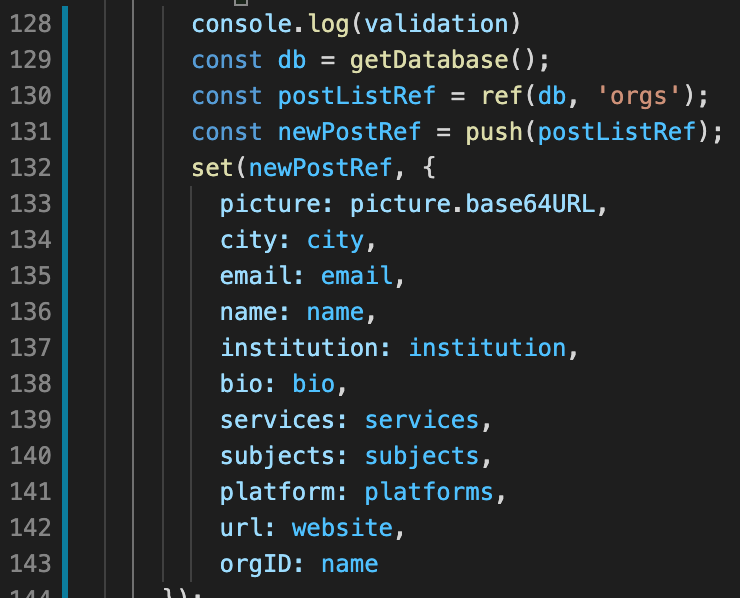 128 console.log(validation)
129 const db = getDatabase();
130 const postListRef = ref(db, 'orgs');
131 const newPostRef = push(postListRef);
132 set(newPostRef, {
133 picture: picture.base64URL,
134 city: city,
135 email: email,
136 name: name,
137 institution: institution,
138 bio: bio,
139 services: services,
140 subjects: subjects,
141 platform: platforms,
142 url: website,
143 orgID: name
144 });